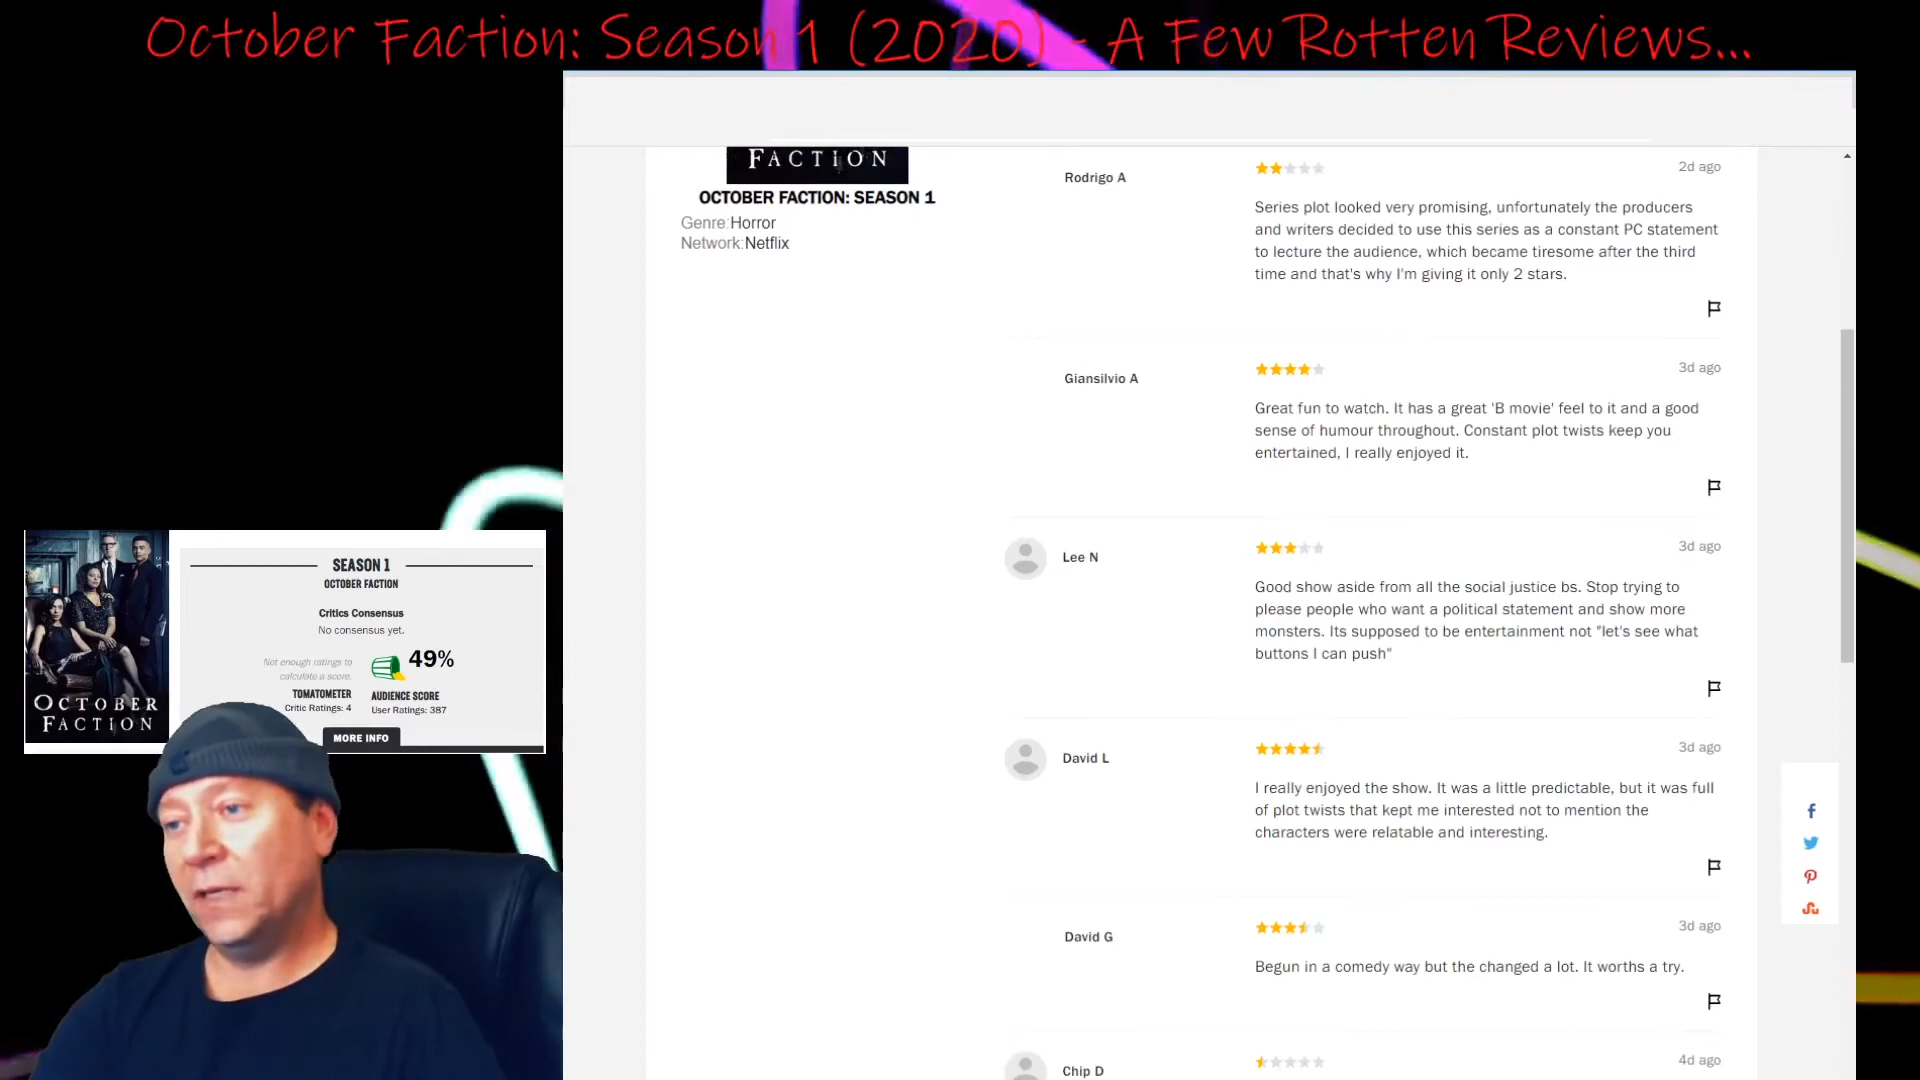 October Faction: Season 1 (2020) - A Few Rotten Reviews...
FACTION
OCTOBER FACTION: SEASON 1
Genre:Horror
Network:Netflix
Rodrigo A
2d ago
Series plot looked very promising, unfortunately the producers
and writers decided to use this series as a constant PC statement
to lecture the audience, which became tiresome after the third
time and that's why I'm giving it only 2 stars.
Giansilvio A
3d ago
Great fun to watch. It has a great 'B movie' feel to it and a good
sense of humour throughout. Constant plot twists keep you
entertained, I really enjoyed it.
Lee N
3d ago
Good show aside from all the social justice bs. Stop trying to
please people who want a political statement and show more
monsters. Its supposed to be entertainment not "let's see what
buttons I can push"
David L
3d ago
I really enjoyed the show. It was a little predictable, but it was full
of plot twists that kept me interested not to mention the
characters were relatable and interesting.
David G
3d ago
Begun in a comedy way but the changed a lot. It worths a try.
Chip D
4d ago
OCTOBER
FACTION
SEASON 1
OCTOBER FACTION
Critics Consensus
No consensus yet.
Not enough ratings to
calculate a score.
TOMATOMETER
Critic Ratings: 4
49%
AUDIENCE SCORE
User Ratings: 387
MORE INFO